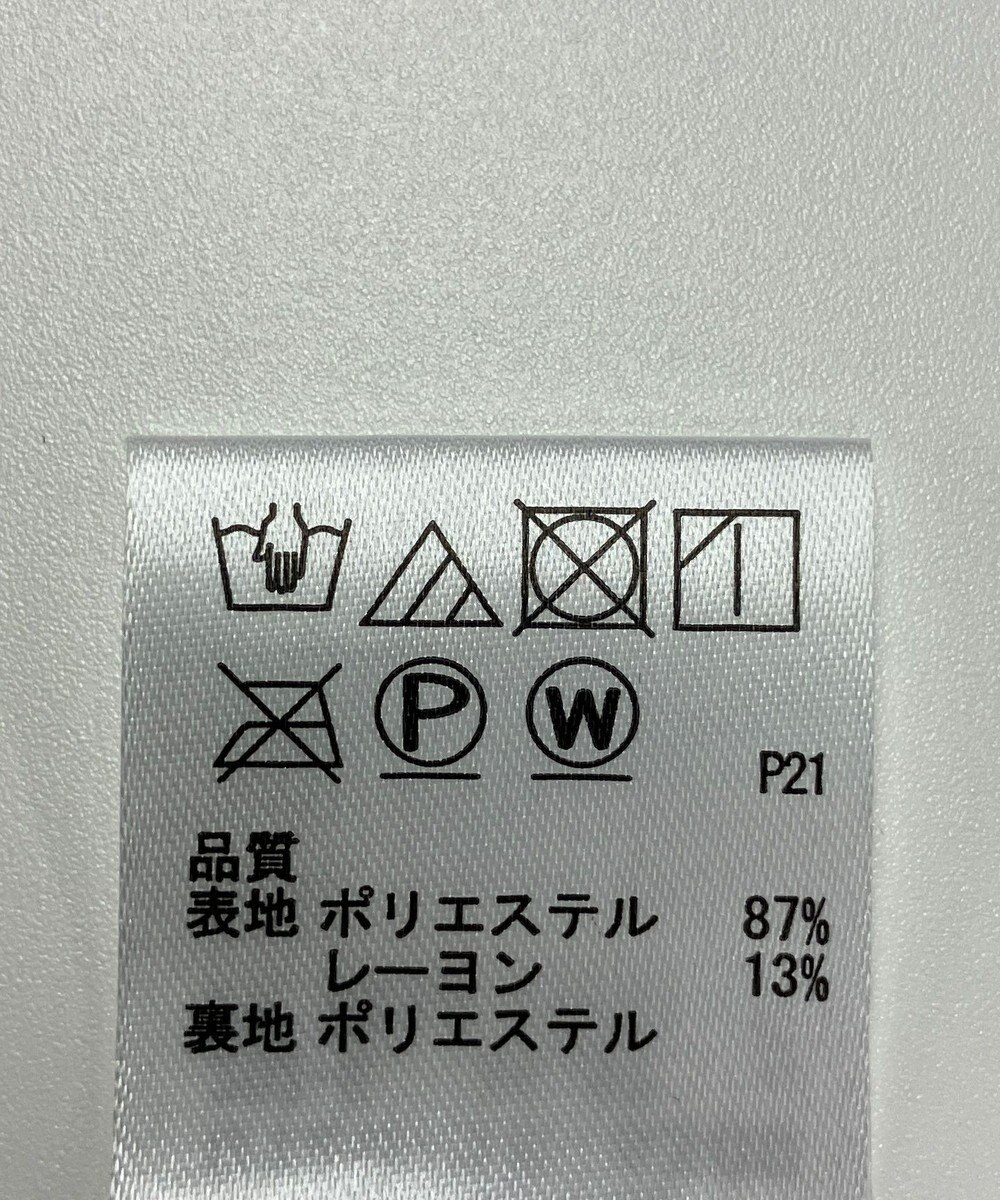 P W
P21
品質
表地 ポリエステル 87%
レーヨン 13%
裏地 ポリエステル